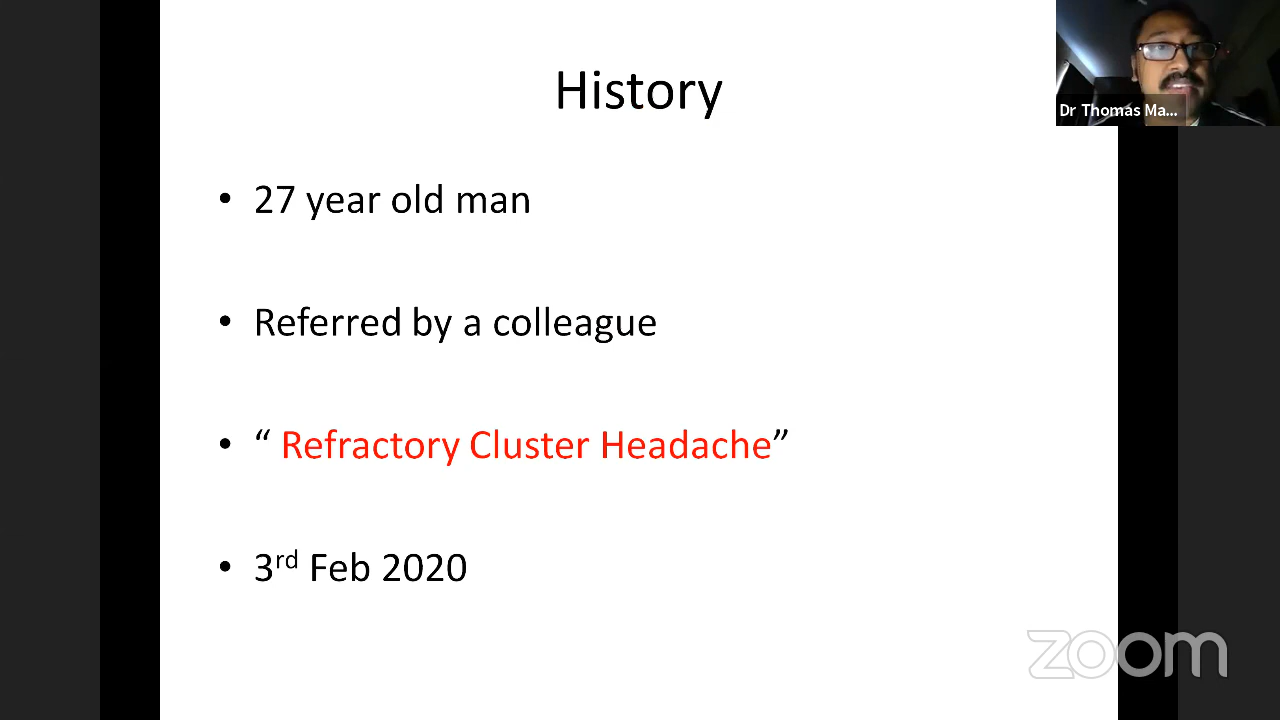 History
Dr Thomas Ma...
• 27 year old man
• Referred by a colleague
• “ Refractory Cluster Headache”
• 3rd Feb 2020
zoom